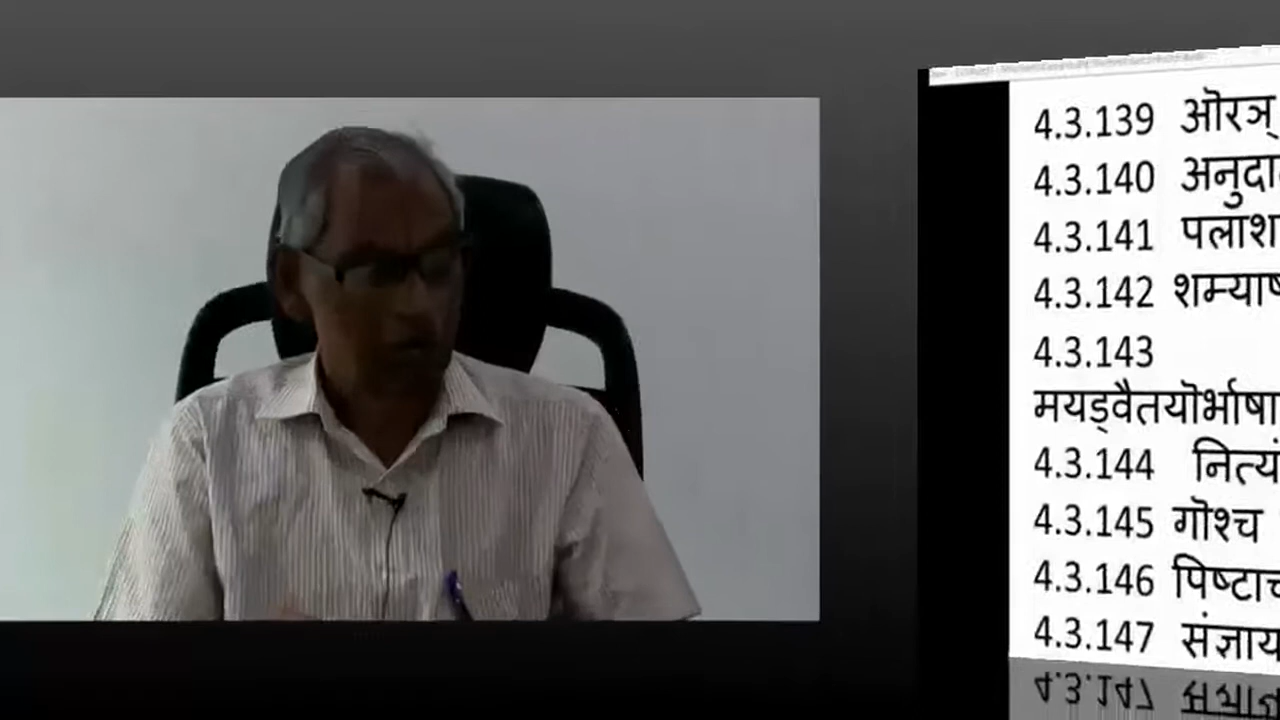 4.3.139 ऒरञ्
4.3.140 अनुदा
4.3.141 पलाश
4.3.142 शम्याष
4.3.143
मयड्वैतयॊर्भाषा
4.3.144 नित्यं
4.3.145 गॊश्च
4.3.146 पिष्टाच
4.3.147 संज्ञाय